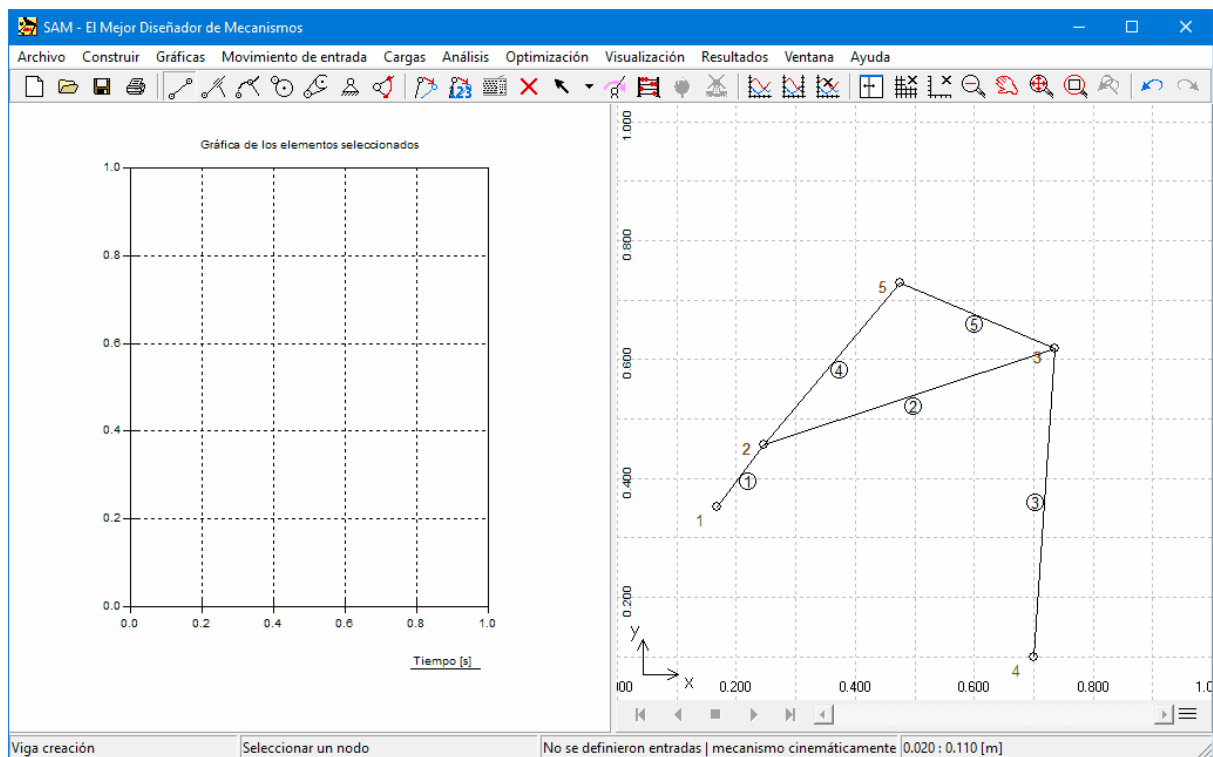 SAM - El Mejor Diseñador de Mecanismos
Archivo Construir Gráficas Movimiento de entrada Cargas Análisis Optimización Visualización Resultados Ventana Ayuda
123
Gráfica de los elementos seleccionados
1.0
0.8
0.6
0.4
0.2
0.0
0.0 0.2 0.4 0.6 0.8 1.0
Tiempo [s]
1.000
0.800
0.600
0.400
0.200
5
5
3
4
2
2
1
1
3
4
y
x
00 0.200 0.400 0.600 0.800 1.0
Viga creación
Seleccionar un nodo
No se definieron entradas | mecanismo cinemáticamente
0.020 : 0.110 [m]